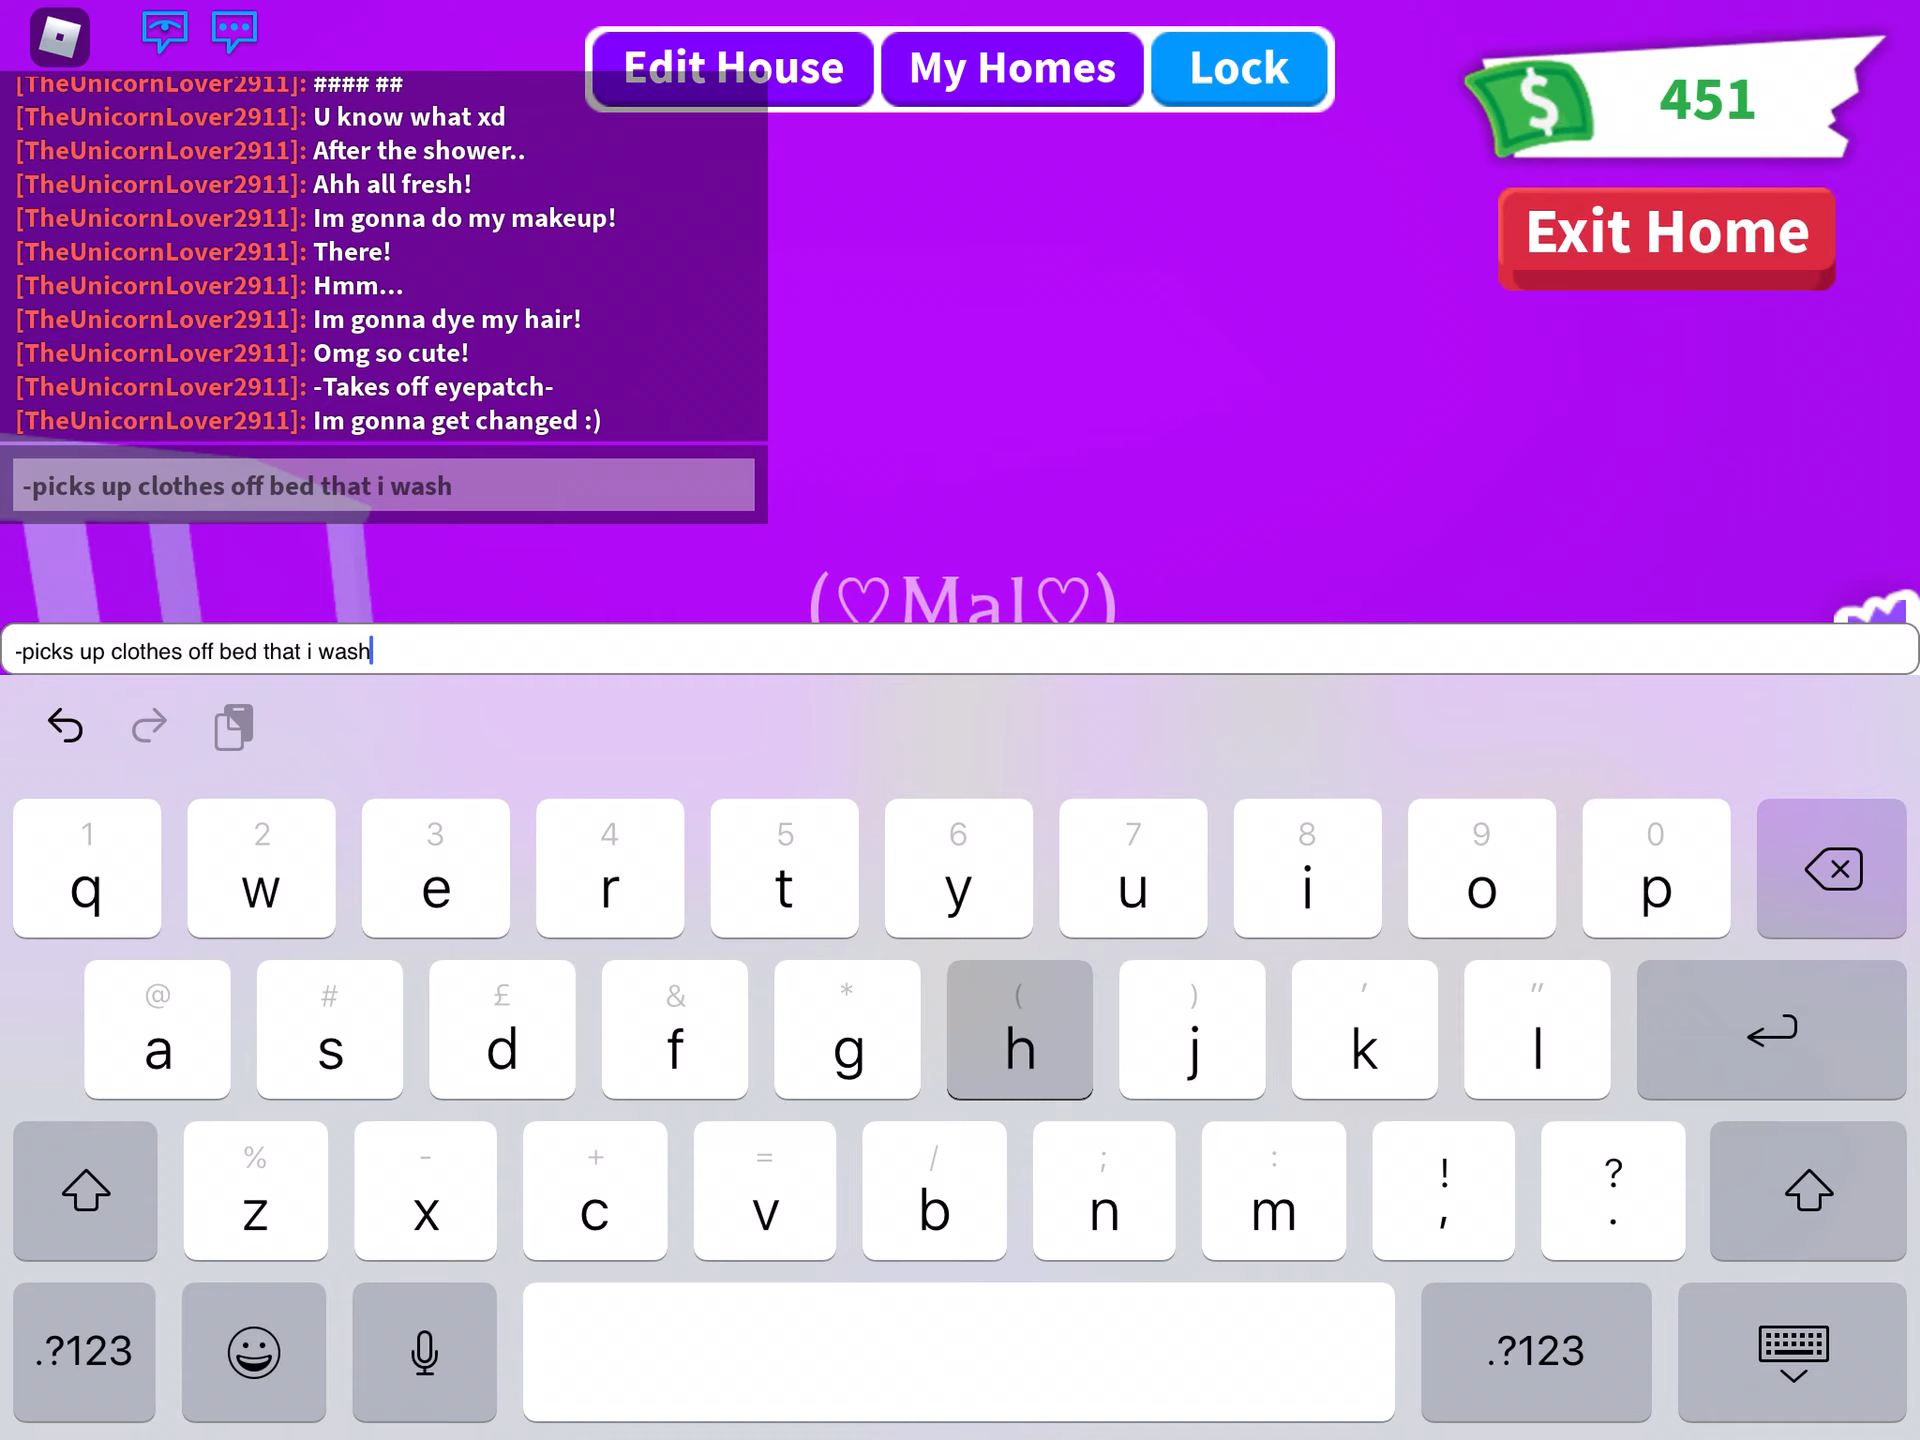 Edit House My Homes Lock
451
Exit Home
[TheUnicornLover2911]: #### ##
[TheUnicornLover2911]: U know what xd
[TheUnicornLover2911]: After the shower..
[TheUnicornLover2911]: Ahh all fresh!
[TheUnicornLover2911]: Im gonna do my makeup!
[TheUnicornLover2911]: There!
[TheUnicornLover2911]: Hmm...
[TheUnicornLover2911]: Im gonna dye my hair!
[TheUnicornLover2911]: Omg so cute!
[TheUnicornLover2911]: -Takes off eyepatch-
[TheUnicornLover2911]: Im gonna get changed :)
-picks up clothes off bed that i wash
(♡Mal♡)
-picks up clothes off bed that i wash
1 2 3 4 5 6 7 8 9 0
q w e r t y u i o p
@ # £ & * ( ) ' "
a s d f g h j k l
% - + = / ; : ! ?
z x c v b n m , .
.?123 .?123